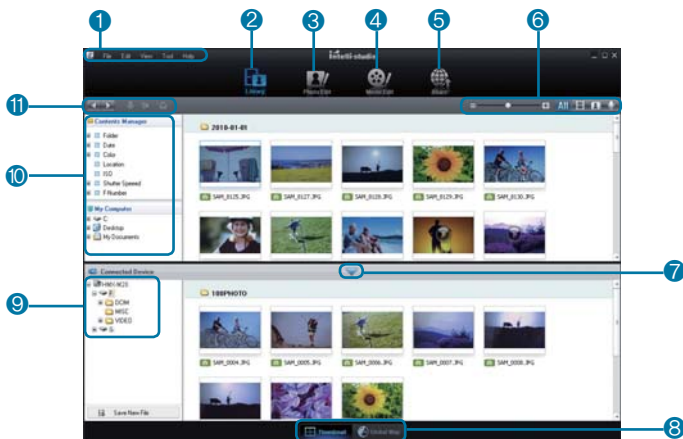 1 2 3 4 5 6
File Edit View Tool Help
Intelli-studio
Library Photo Edit Movie Edit Share
11
All
Contents Manager
2010-01-01
Folder
Date
Color
Location
ISO
Shutter Speed
F Number
10
SAM_0125.JPG SAM_0127.JPG SAM_0128.JPG SAM_0129.JPG SAM_0130.JPG
My Computer
C
Desktop
My Documents
7
Connected Device
9
100PHOTO
F
DCIM
MISC
VIDEO
G
SAM_0004.JPG SAM_0005.JPG SAM_0006.JPG SAM_0007.JPG SAM_0008.JPG
Save New File
Thumbnail Global Map
8